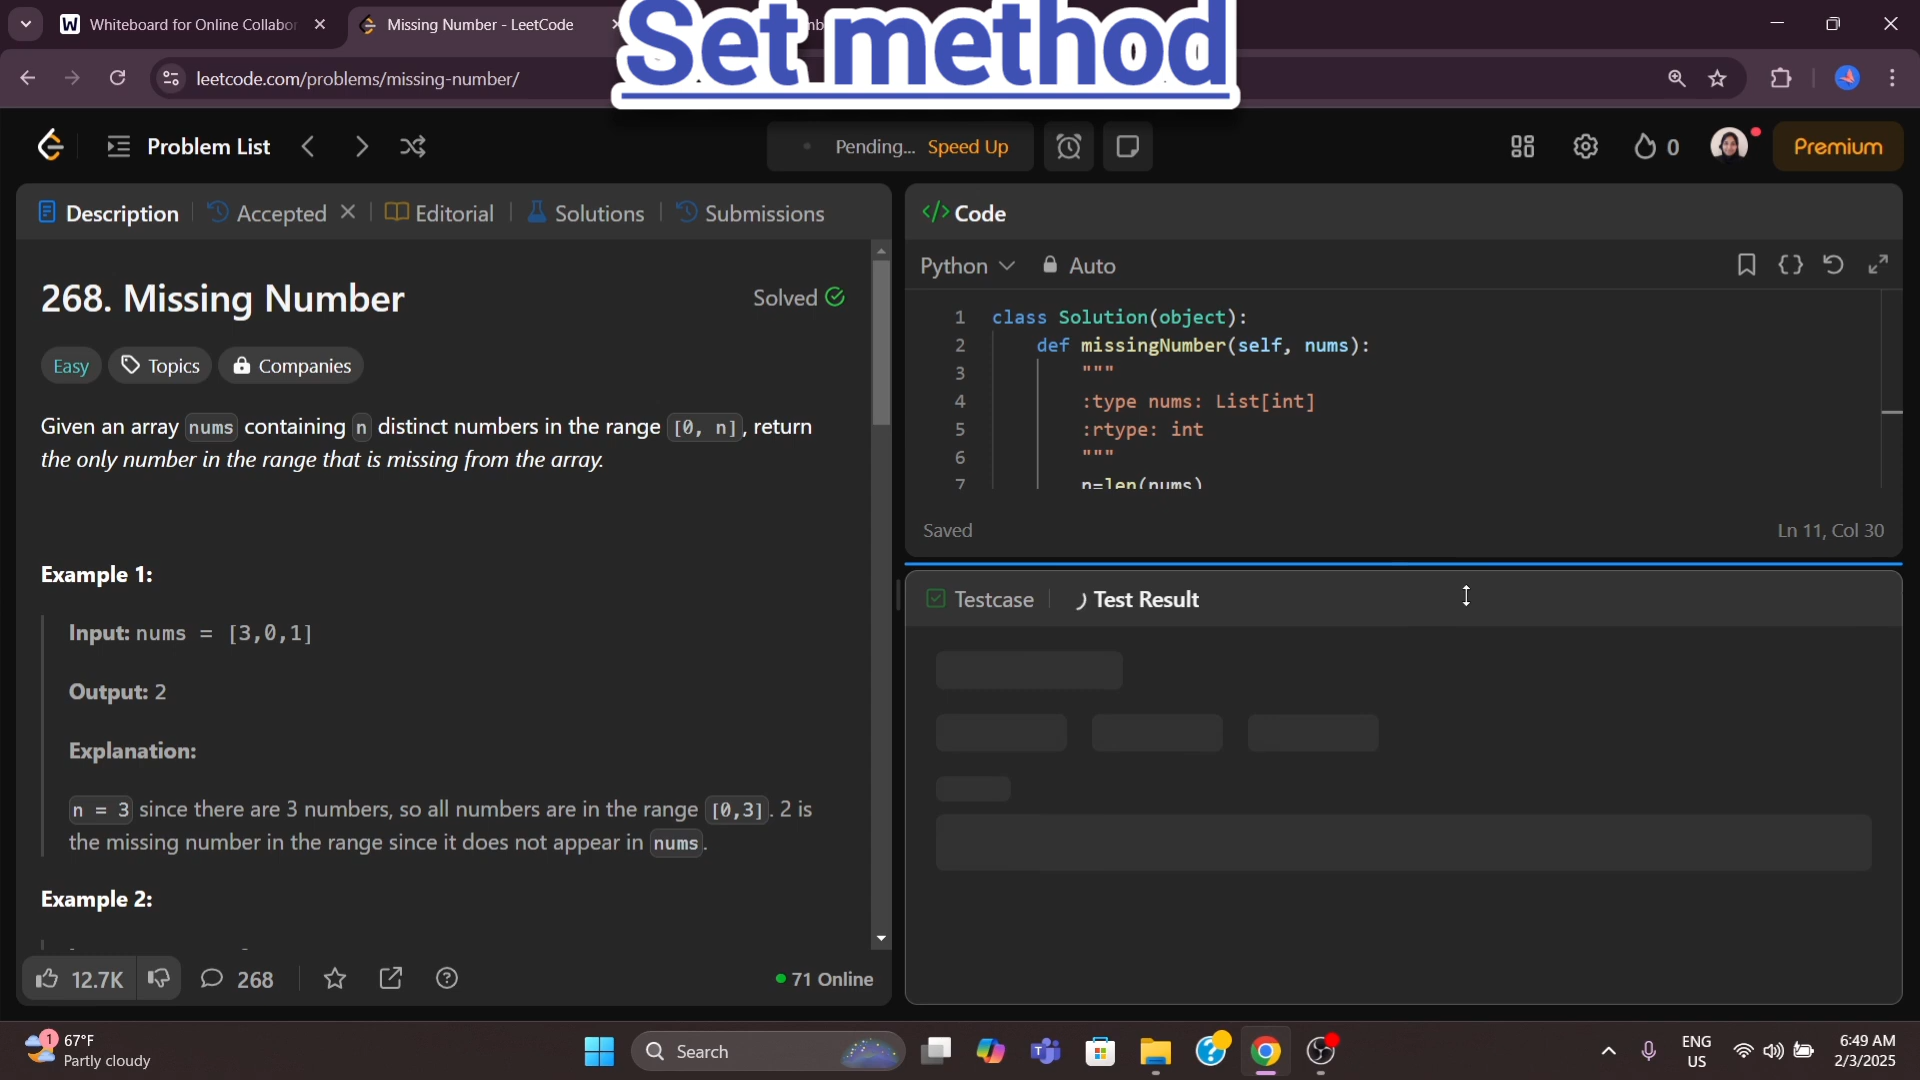 Whiteboard for Online Collabor
Missing Number - LeetCode
Set method
leetcode.com/problems/missing-number/
Problem List
Pending... Speed Up
0
Premium
Description
Accepted
Editorial
Solutions
Submissions
268. Missing Number
Solved
Easy
Topics
Companies
Given an array nums containing n distinct numbers in the range [0, n], return
the only number in the range that is missing from the array.
Example 1:
Input: nums = [3,0,1]
Output: 2
Explanation:
n = 3 since there are 3 numbers, so all numbers are in the range [0,3]. 2 is
the missing number in the range since it does not appear in nums.
Example 2:
12.7K
268
71 Online
</> Code
Python
Auto
1 class Solution(object):
2 def missingNumber(self, nums):
3 """
4 :type nums: List[int]
5 :rtype: int
6 """
7 n=len(nums)
Saved
Ln 11, Col 30
Testcase
Test Result
1
67°F
Partly cloudy
Search
ENG
US
6:49 AM
2/3/2025